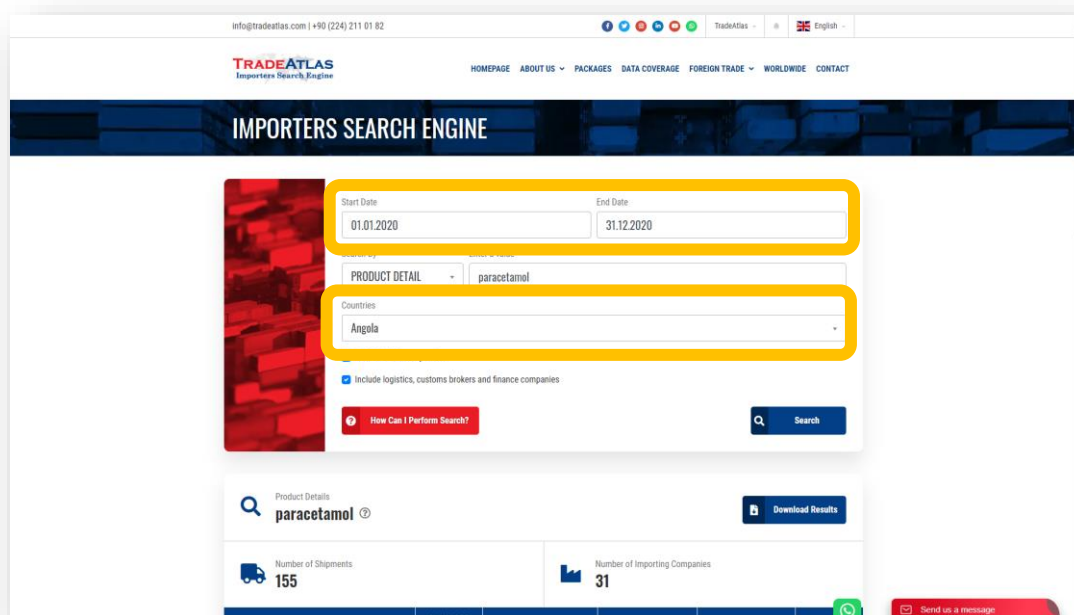 info@tradeatlas.com | +90 (224) 211 01 82
TradeAtlas
English
TRADEATLAS
Importers Search Engine
HOMEPAGE ABOUT US PACKAGES DATA COVERAGE FOREIGN TRADE WORLDWIDE CONTACT
IMPORTERS SEARCH ENGINE
Start Date End Date
01.01.2020 31.12.2020
PRODUCT DETAIL paracetamol
Countries
Angola
Include logistics, customs brokers and finance companies
How Can I Perform Search? Search
Product Details
paracetamol
Download Results
Number of Shipments Number of Importing Companies
155 31
Send us a message